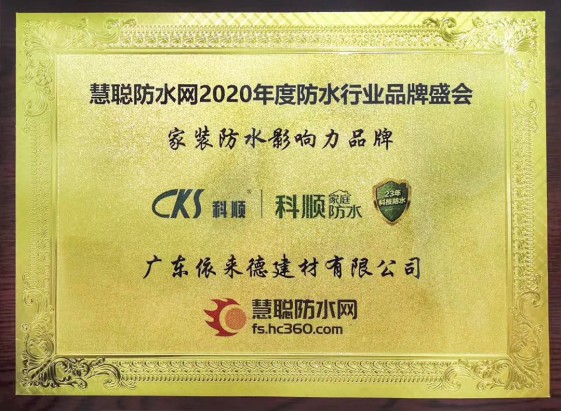 慧聪防水网2020年度防水行业品牌盛会
家装防水影响力品牌
CKS 科顺® | 科顺 家庭防水 23年科技防水
广东依来德建材有限公司
慧聪防水网
fs.hc360.com